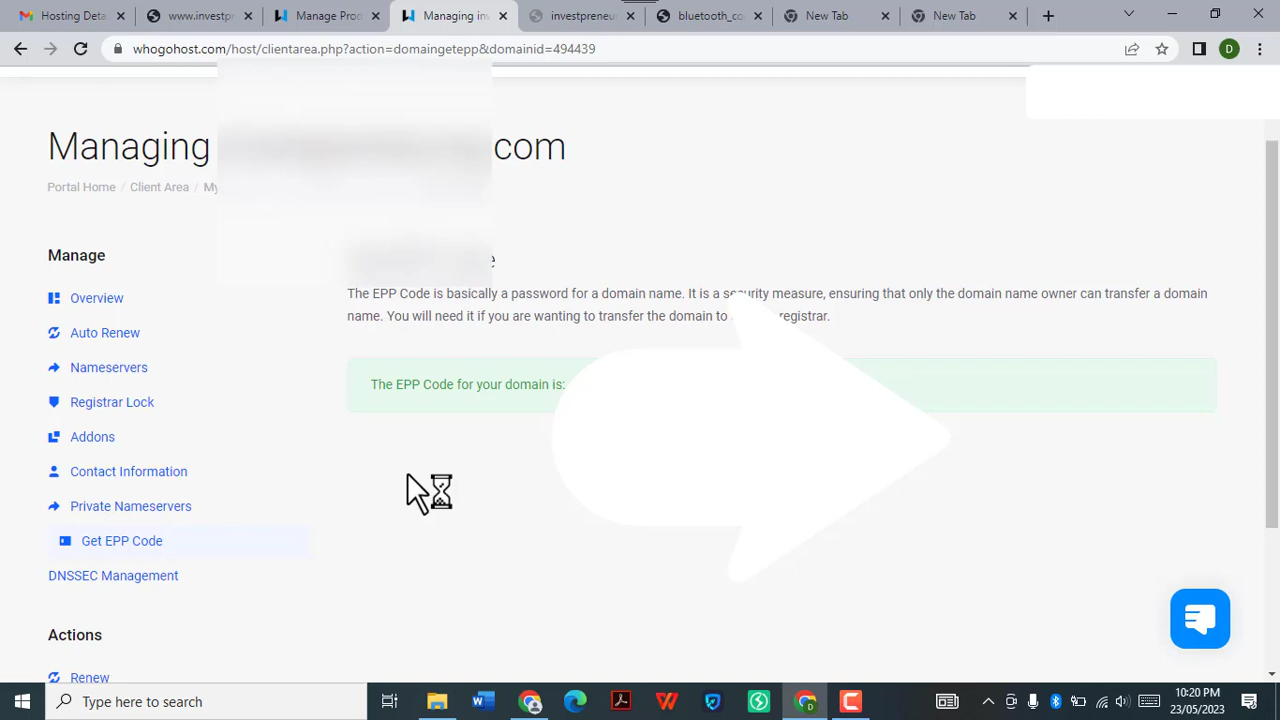 Hosting Deta
www.investpr
Manage Prod
Managing in
investpreneu
bluetooth_co
New Tab
New Tab
whogohost.com/host/clientarea.php?action=domaingetepp&domainid=494439
D
Managing com
Portal Home / Client Area / My
Manage
Overview
Auto Renew
Nameservers
Registrar Lock
Addons
Contact Information
Private Nameservers
Get EPP Code
DNSSEC Management
Actions
Renew
The EPP Code is basically a password for a domain name. It is a security measure, ensuring that only the domain name owner can transfer a domain
name. You will need it if you are wanting to transfer the domain to registrar.
The EPP Code for your domain is:
Type here to search
10:20 PM
23/05/2023